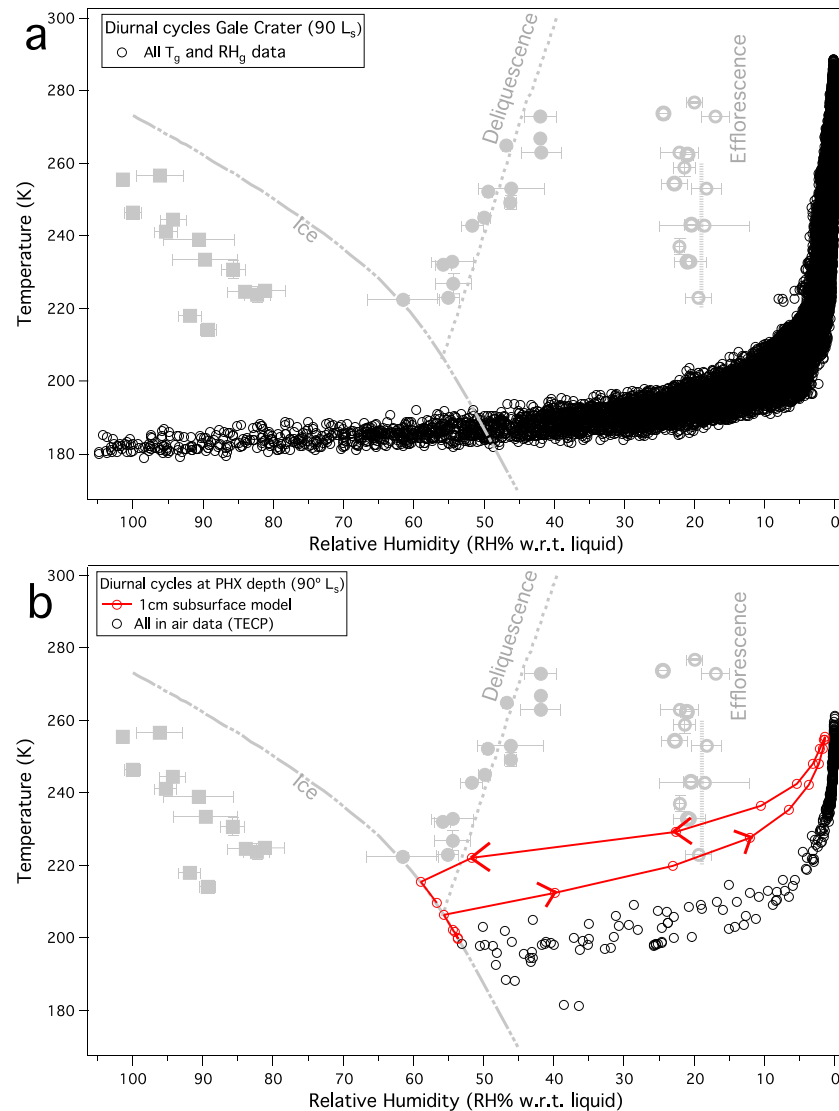 a
Diurnal cycles Gale Crater (90 Lₛ)
All T_g and RH_g data
Deliquescence
Efflorescence
Ice
Temperature (K)
300
280
260
240
220
200
180
100 90 80 70 60 50 40 30 20 10 0
Relative Humidity (RH% w.r.t. liquid)
b
Diurnal cycles at PHX depth (90º Lₛ)
1cm subsurface model
All in air data (TECP)
Deliquescence
Efflorescence
Ice
Temperature (K)
300
280
260
240
220
200
180
100 90 80 70 60 50 40 30 20 10 0
Relative Humidity (RH% w.r.t. liquid)